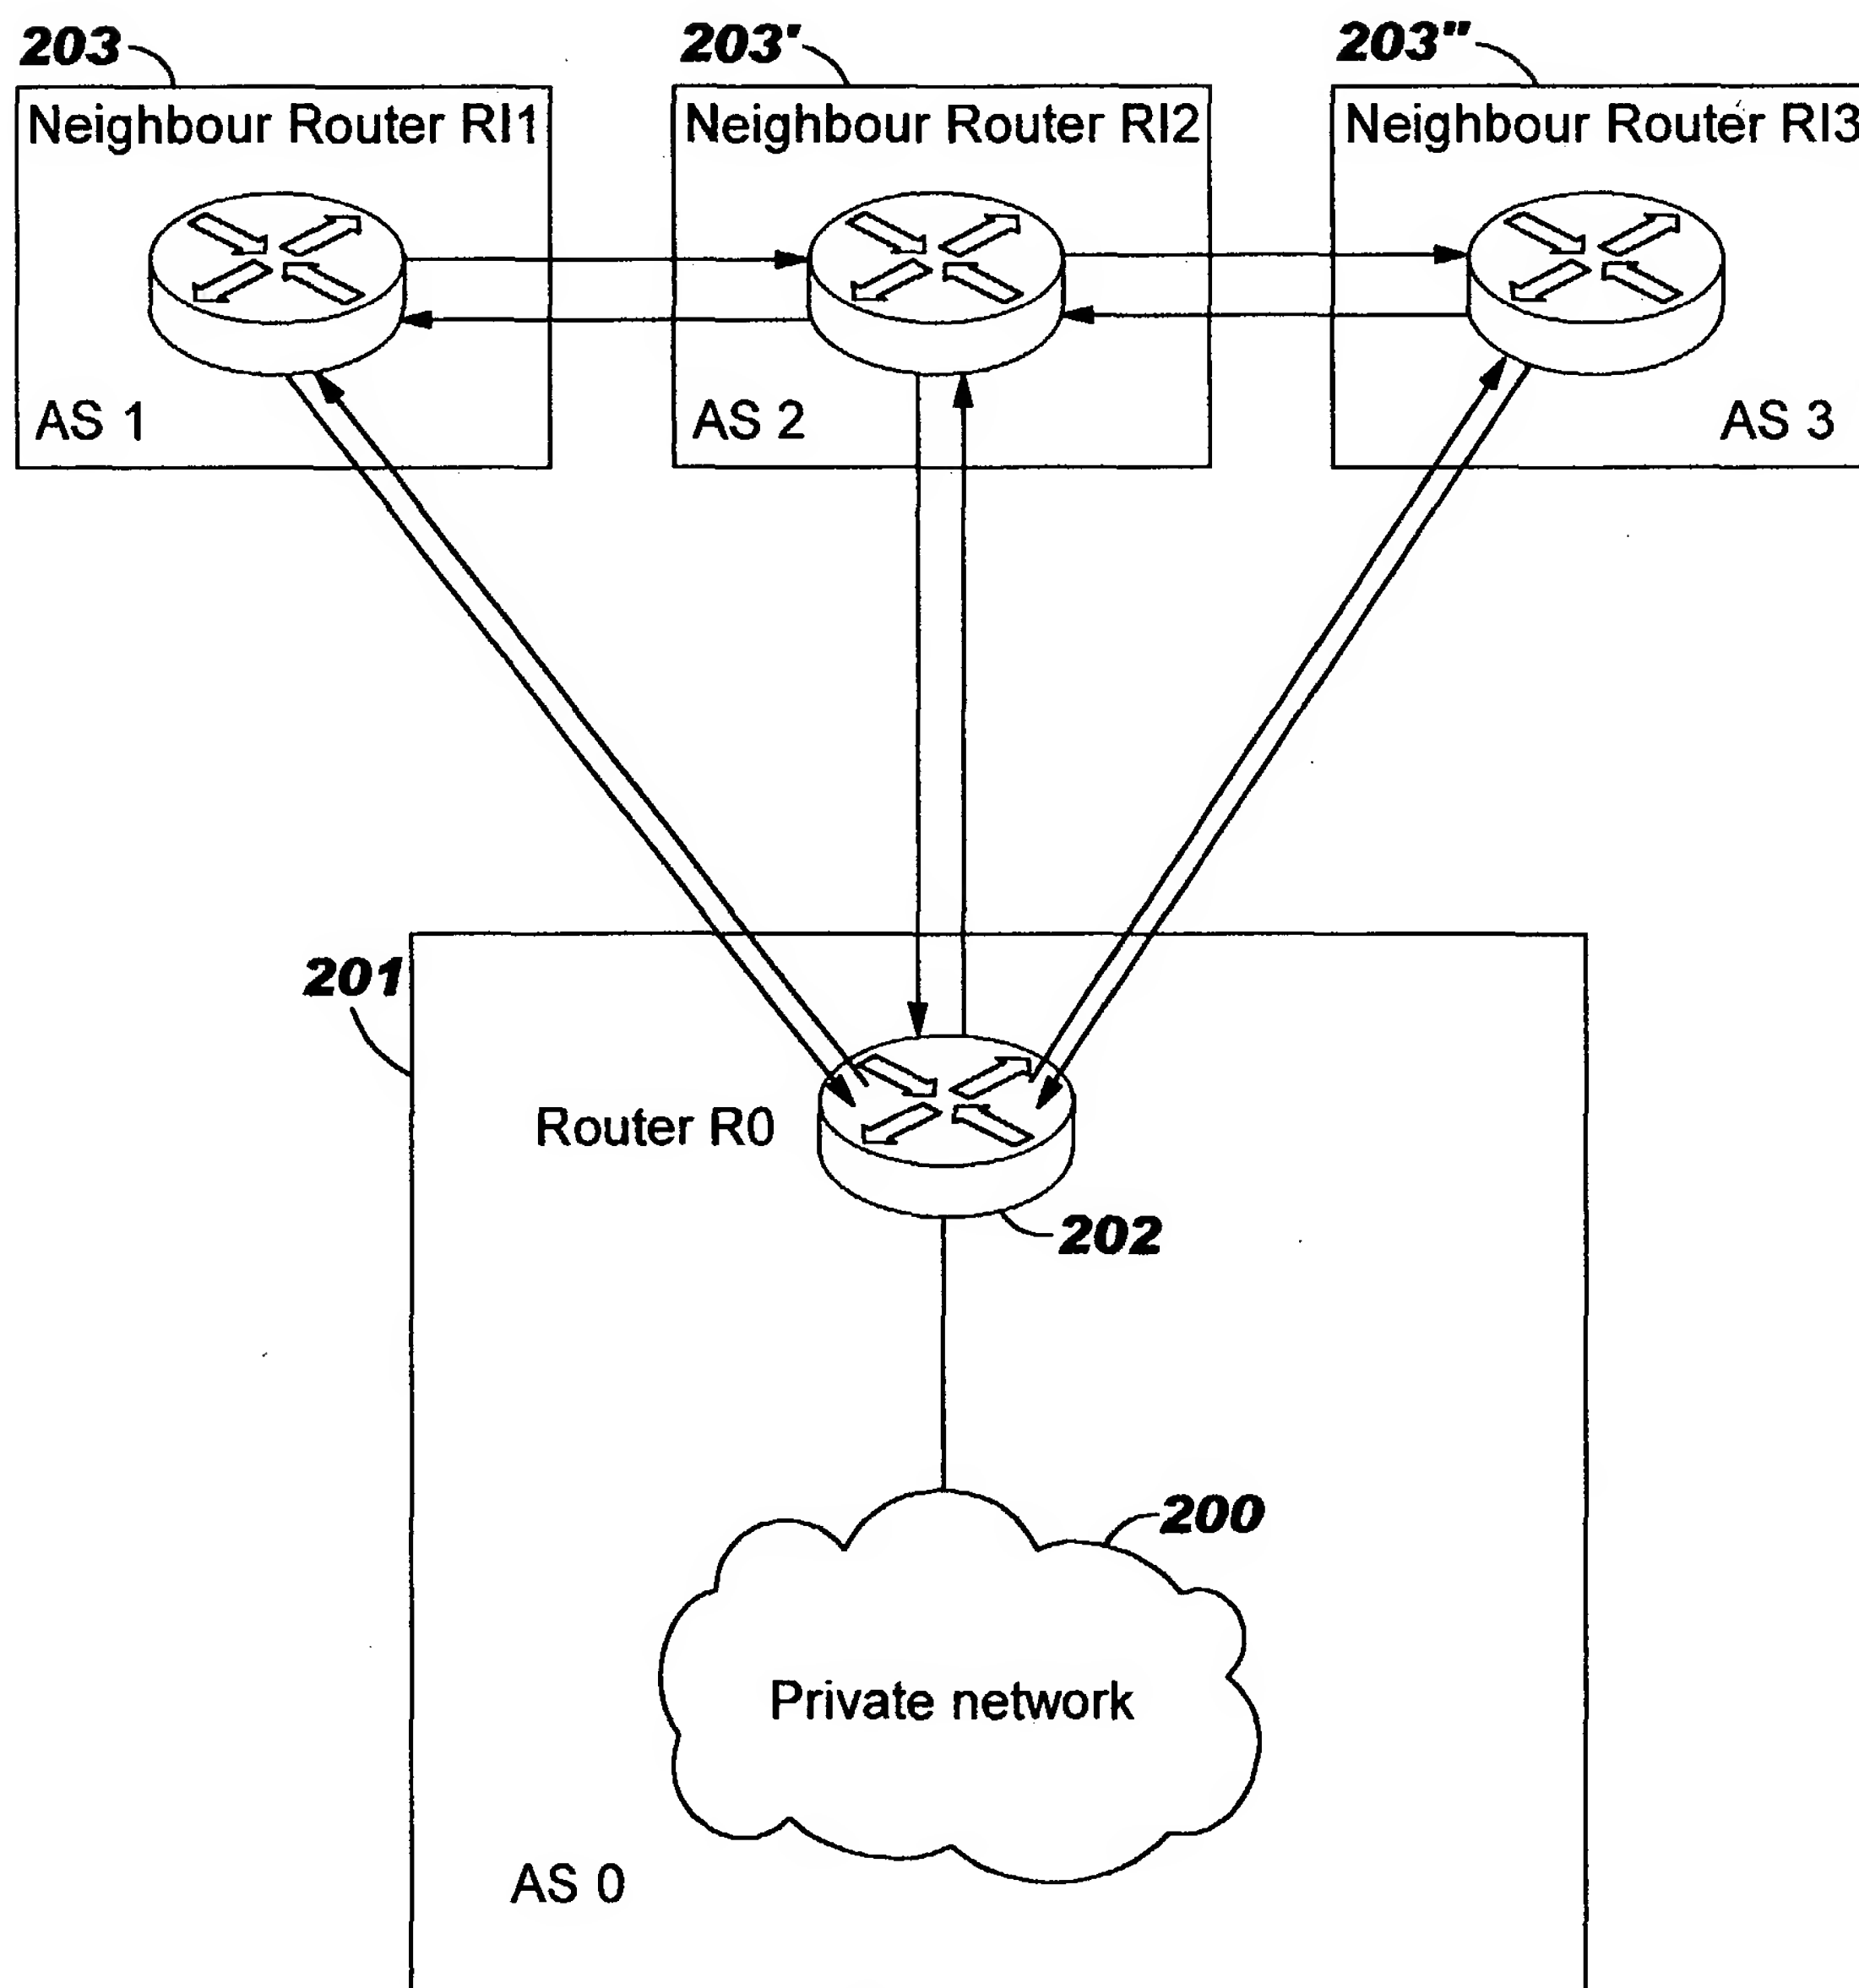 203
203'
203"
Neighbour Router RI1
Neighbour Router RI2
Neighbour Router RI3
AS 1
AS 2
AS 3
201
Router R0
202
200
Private network
AS 0